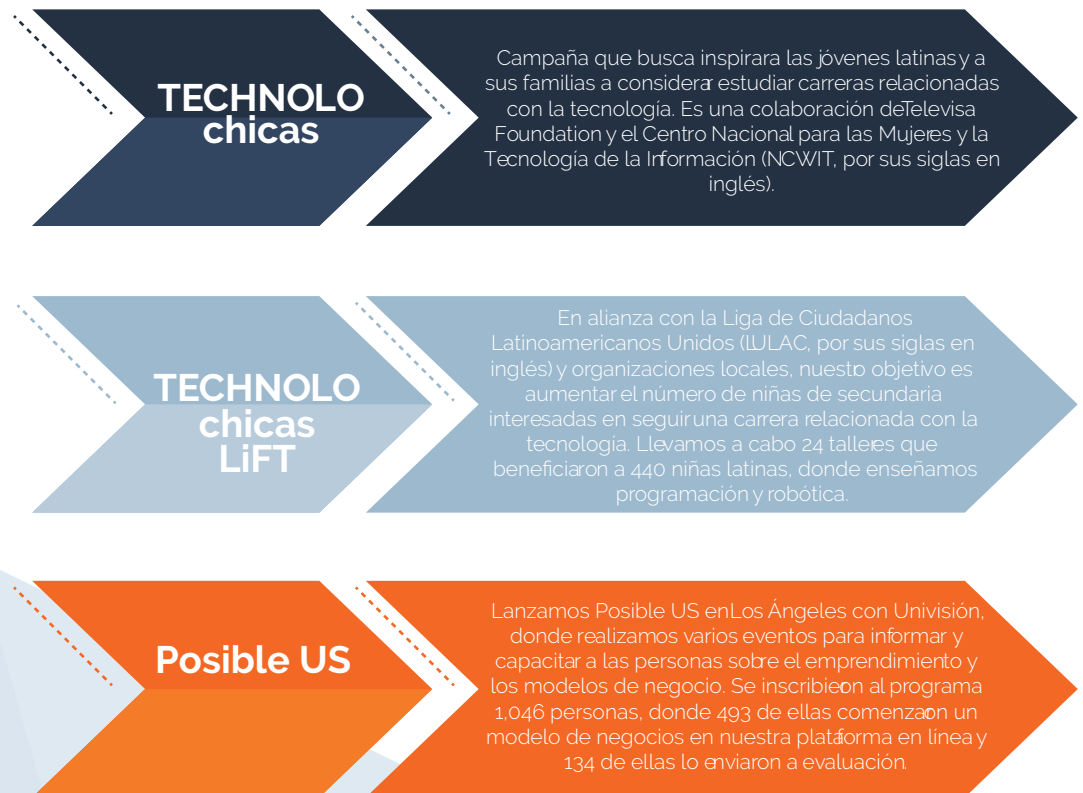 TECHNOLO
chicas
Campaña que busca inspirara las jóvenes latinas y a
sus familias a considerar estudiar carreras relacionadas
con la tecnología. Es una colaboración deTelevisa
Foundation y el Centro Nacional para las Mujeres y la
Tecnología de la Información (NCWIT, por sus siglas en
inglés).
TECHNOLO
chicas
LiFT
En alianza con la Liga de Ciudadanos
Latinoamericanos Unidos (LULAC, por sus siglas en
inglés) y organizaciones locales, nuestro objetivo es
aumentar el número de niñas de secundaria
interesadas en seguir una carrera relacionada con la
tecnología. Llevamos a cabo 24 talleres que
beneficiaron a 440 niñas latinas, donde enseñamos
programación y robótica.
Posible US
Lanzamos Posible US enLos Ángeles con Univisión,
donde realizamos varios eventos para informar y
capacitar a las personas sobre el emprendimiento y
los modelos de negocio. Se inscribieron al programa
1,046 personas, donde 493 de ellas comenzaron un
modelo de negocios en nuestra plataforma en línea y
134 de ellas lo enviaron a evaluación.